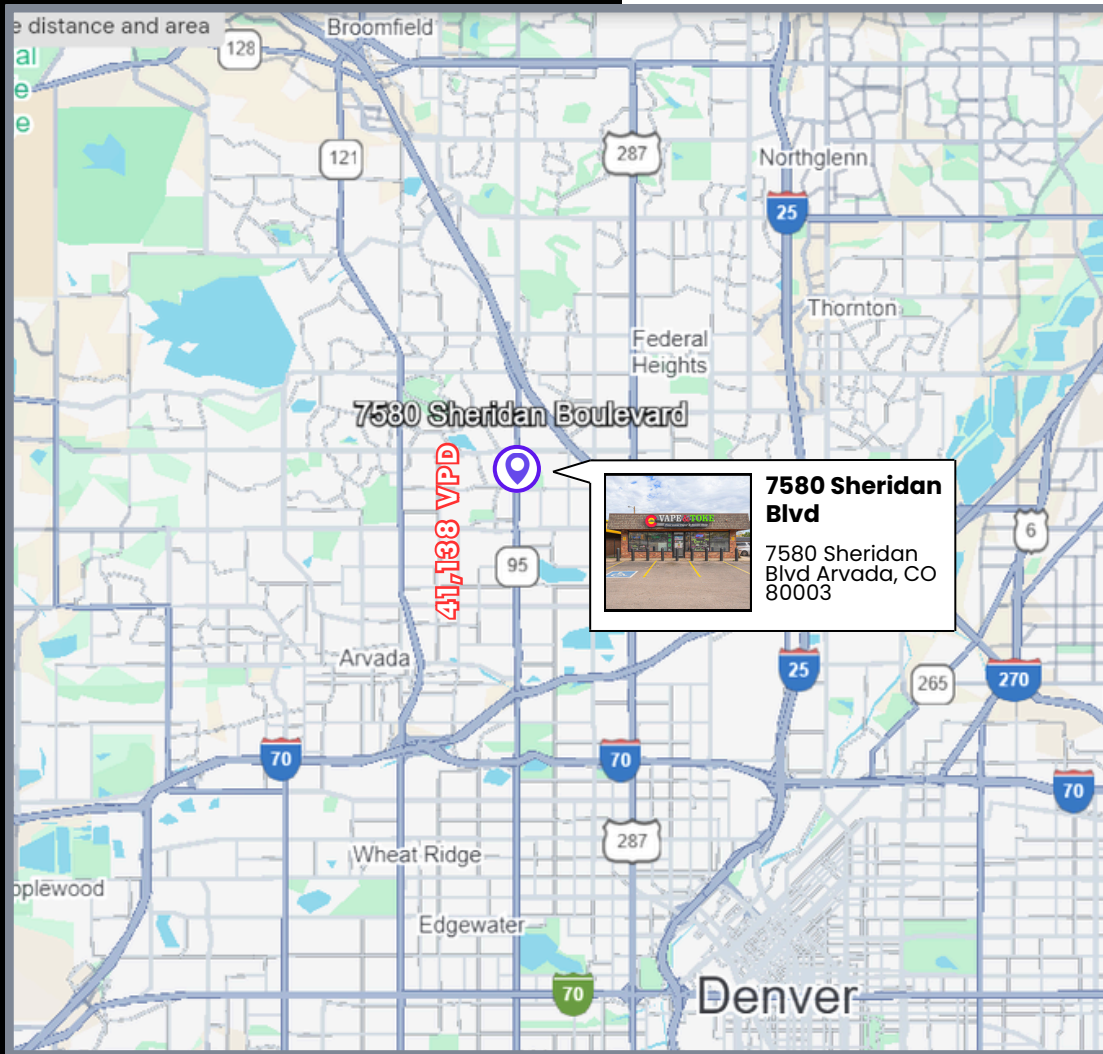 e distance and area
Broomfield
128
al
e
e
121
287
Northglenn
25
Thornton
Federal
Heights
7580 Sheridan Boulevard
41,138 VPD
7580 Sheridan
Blvd
VAPE & TOKE
7580 Sheridan
Blvd Arvada, CO
80003
6
95
Arvada
25
265
270
70
70
70
287
Wheat Ridge
pplewood
Edgewater
70
Denver